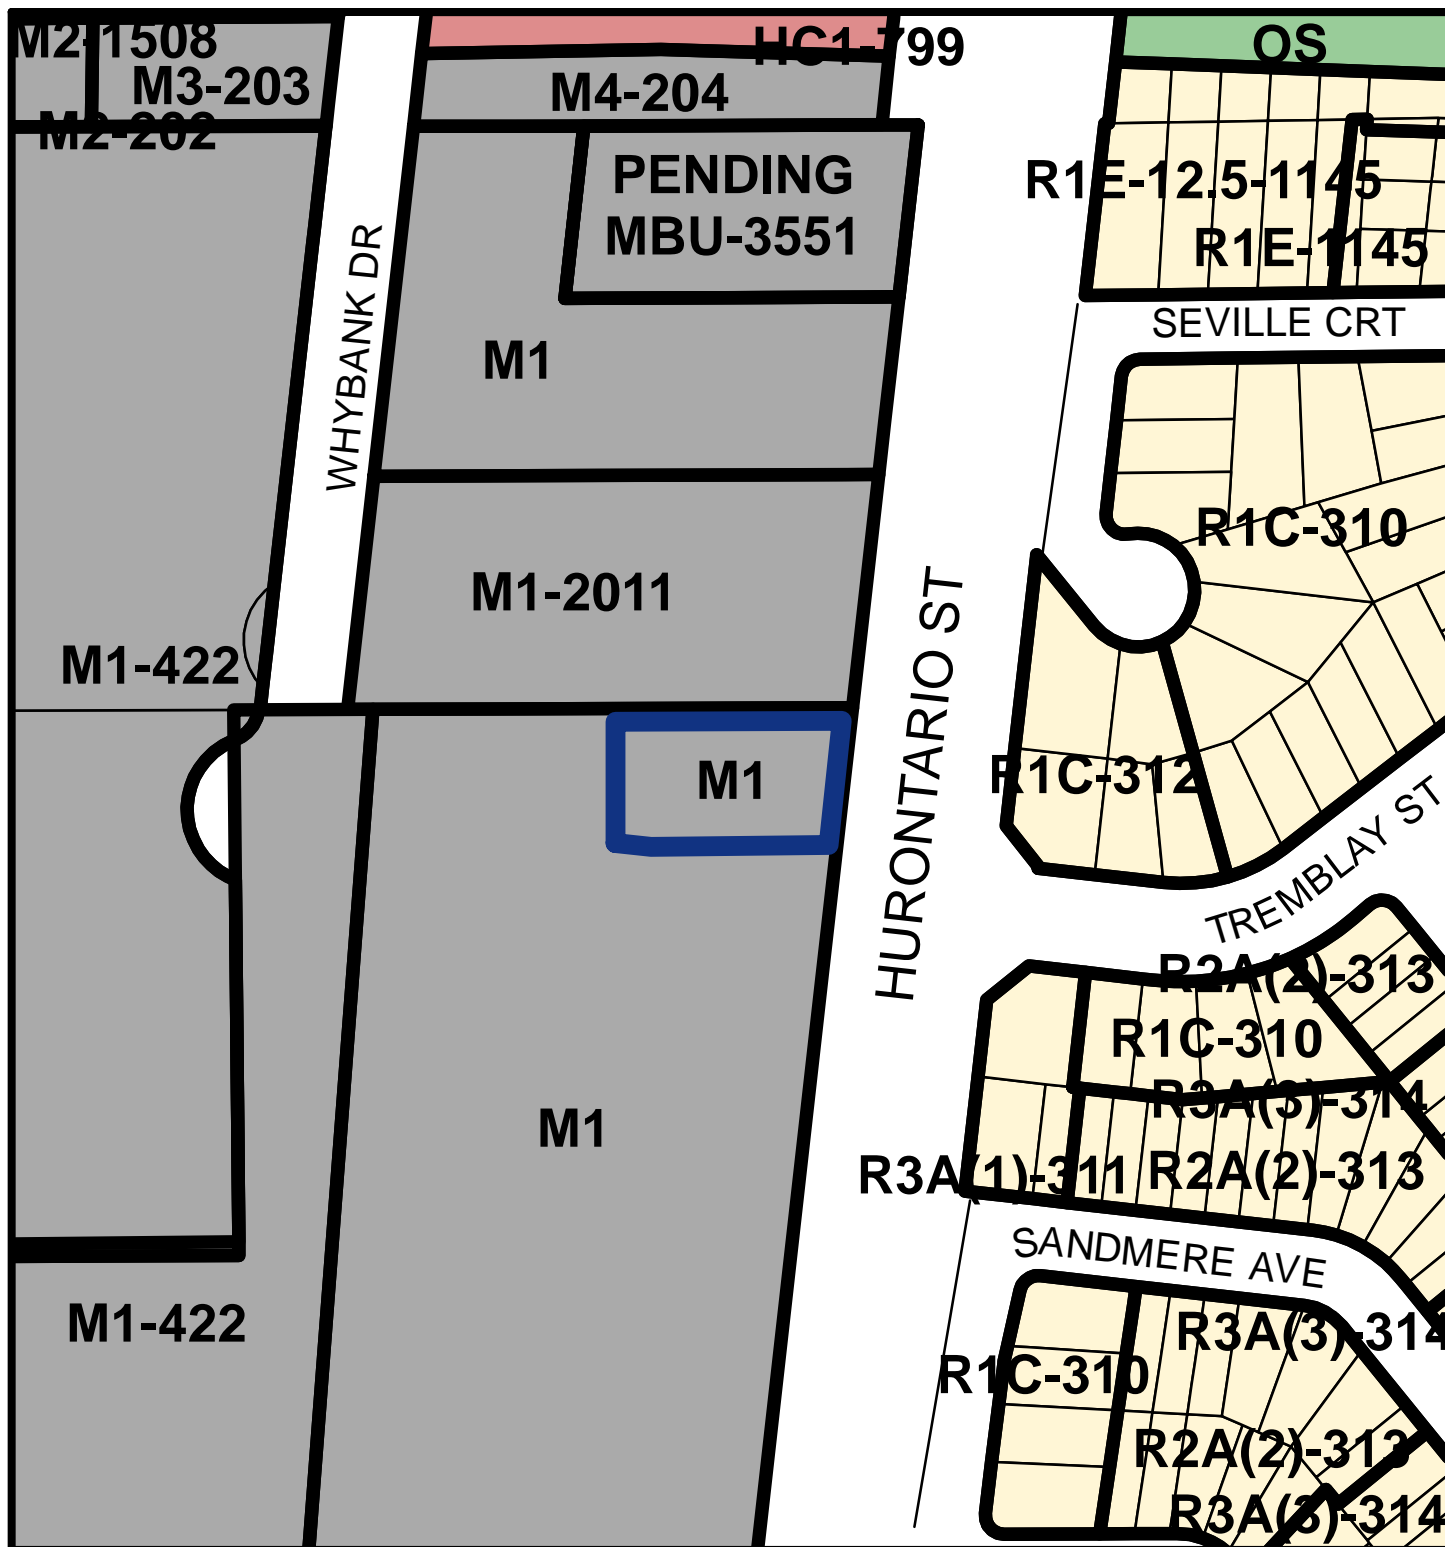 M2-1508
HC1-799
OS
M3-203
M4-204
M2-202
PENDING
MBU-3551
R1E-12.5-1145
R1E-1145
WHYBANK DR
SEVILLE CRT
M1
R1C-310
M1-2011
M1-422
HURONTARIO ST
M1
R1C-312
TREMBLAY ST
R2A(2)-313
R1C-310
R3A(3)-314
M1
R3A(1)-311
R2A(2)-313
SANDMERE AVE
M1-422
R3A(3)-314
R1C-310
R2A(2)-313
R3A(3)-314